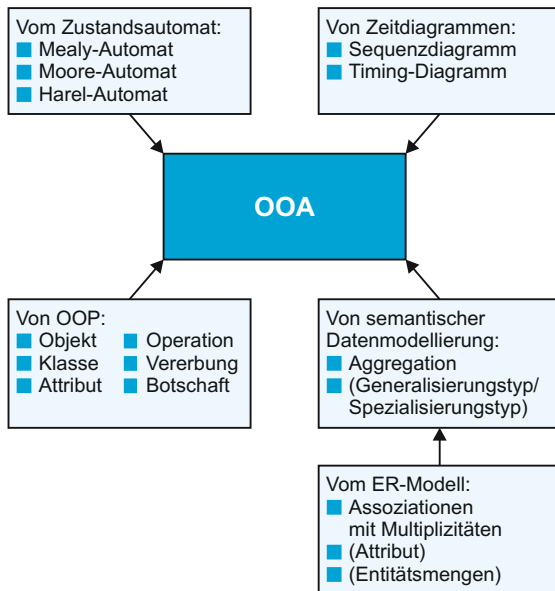 Vom Zustandsautomat:
Mealy-Automat
Moore-Automat
Harel-Automat
Von Zeitdiagrammen:
Sequenzdiagramm
Timing-Diagramm
OOA
Von OOP:
Objekt
Operation
Klasse
Vererbung
Attribut
Botschaft
Von semantischer
Datenmodellierung:
Aggregation
(Generalisierungstyp/
Spezialisierungstyp)
Vom ER-Modell:
Assoziationen
mit Multiplizitäten
(Attribut)
(Entitätsmengen)